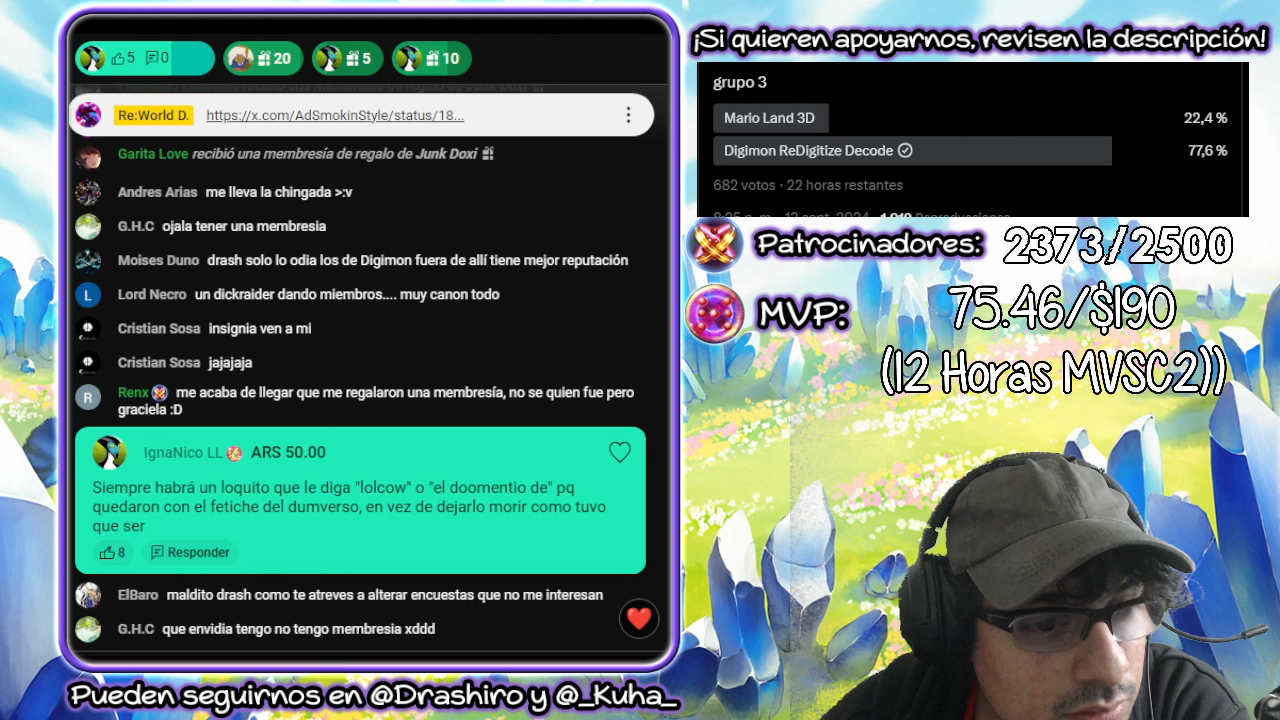 ¡Si quieren apoyarnos, revisen la descripción!
5 0 20 5 10
Re:World D. https://x.com/AdSmokinStyle/status/18...
Garita Love recibió una membresía de regalo de Junk Doxi
Andres Arias me lleva la chingada >:v
G.H.C ojala tener una membresia
Moises Duno drash solo lo odia los de Digimon fuera de allí tiene mejor reputación
L Lord Necro un dickraider dando miembros.... muy canon todo
Cristian Sosa insignia ven a mi
Cristian Sosa jajajaja
R Renx me acaba de llegar que me regalaron una membresía, no se quien fue pero
graciela :D
IgnaNico LL ARS 50.00
Siempre habrá un loquito que le diga "lolcow" o "el doomentio de" pq
quedaron con el fetiche del dumverso, en vez de dejarlo morir como tuvo
que ser
8 Responder
ElBaro maldito drash como te atreves a alterar encuestas que no me interesan
G.H.C que envidia tengo no tengo membresia xddd
Pueden seguirnos en @Drashiro y @_Kuha_
grupo 3
Mario Land 3D 22,4 %
Digimon ReDigitize Decode 77,6 %
682 votos · 22 horas restantes
Patrocinadores: 2373/2500
MVP: 75.46/$190
(12 Horas MVSC2))